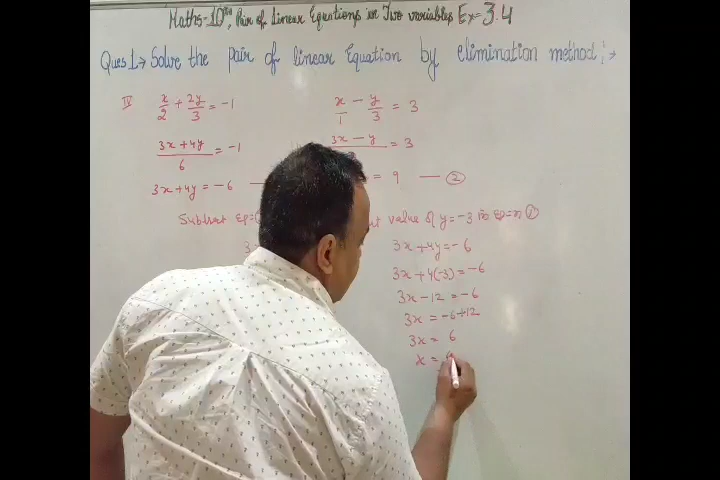 Maths-10th, Pair of Linear Equations in Two variables Ex-3.4
Ques 1→ Solve the pair of linear Equation by elimination method:→
IV x/2 + 2y/3 = -1
(3x+4y)/6 = -1
3x+4y = -6
x/1 - y/3 = 3
(3x - y)/3 = 3
= 9 — ②
Subtract
value of y = -3 in Eq=n ①
3x+4y = -6
3x+4(-3) = -6
3x-12 = -6
3x = -6+12
3x = 6
x =